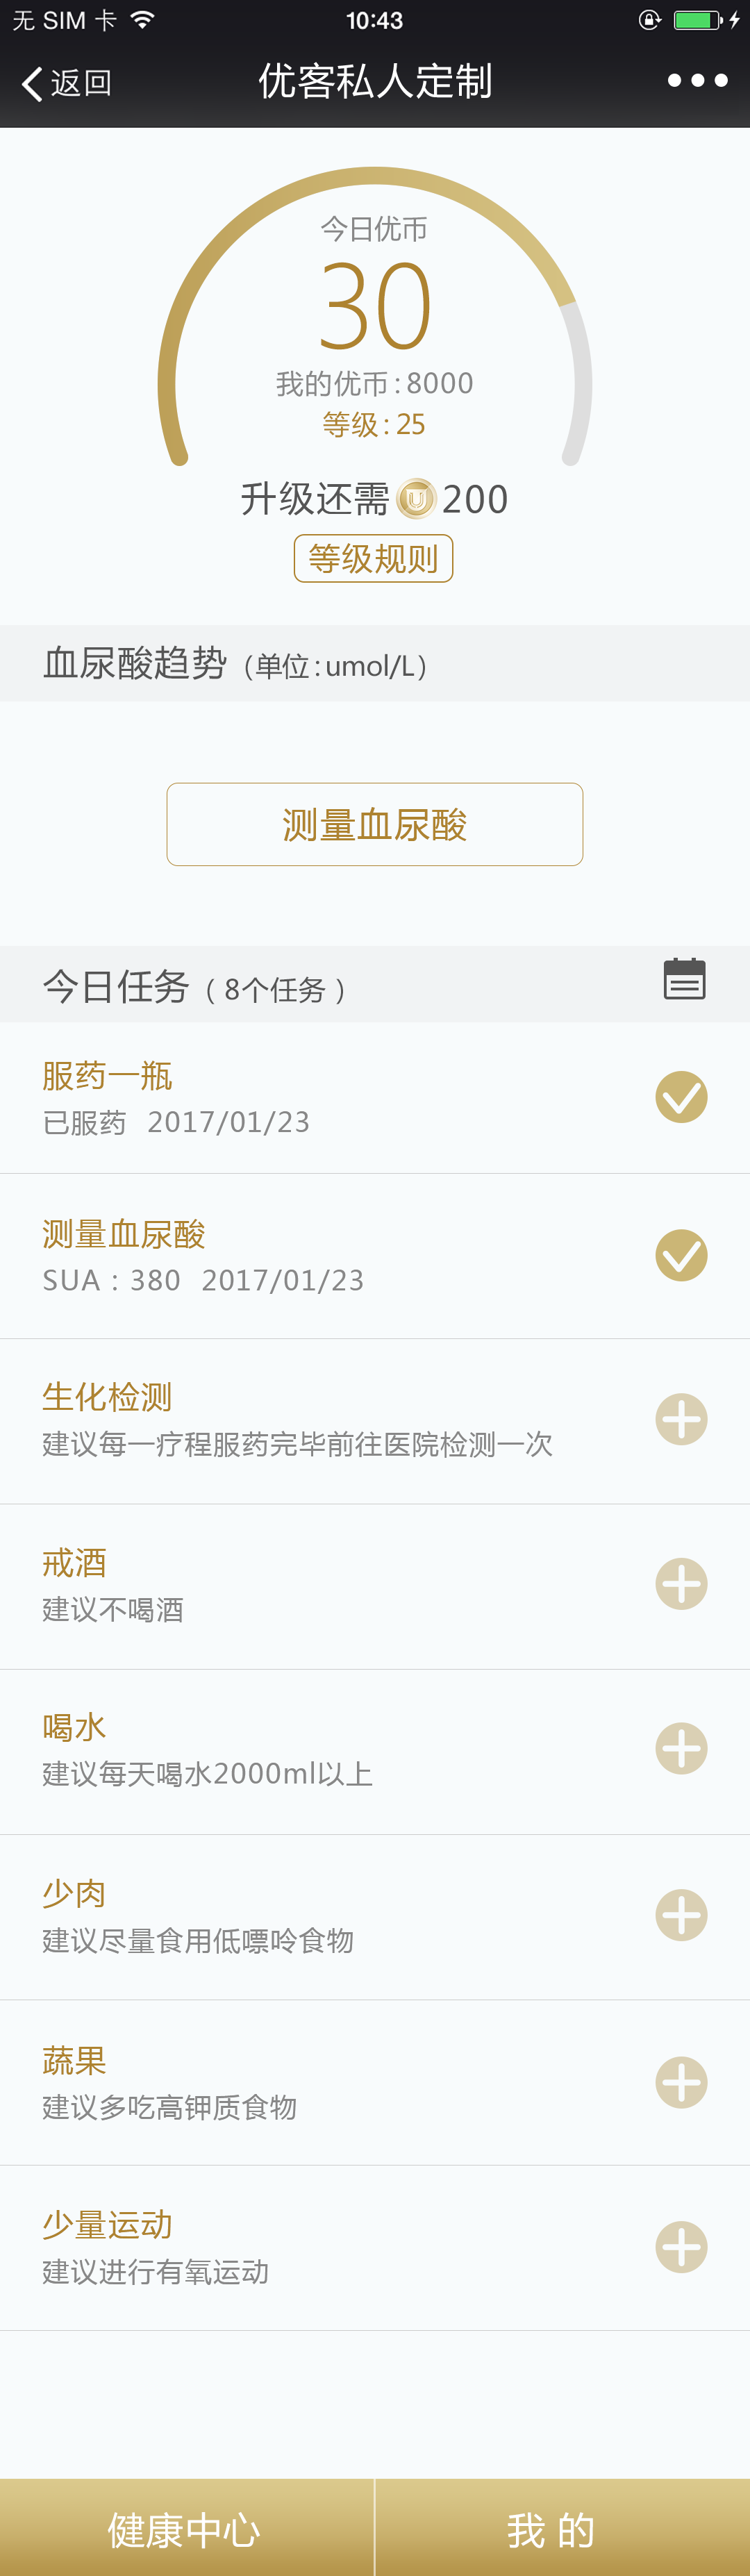 无 SIM 卡 10:43
返回 优客私人定制
今日优币
30
我的优币:8000
等级:25
升级还需 U 200
等级规则
血尿酸趋势 (单位:umol/L)
测量血尿酸
今日任务 ( 8个任务 )
服药一瓶
已服药 2017/01/23
测量血尿酸
SUA : 380 2017/01/23
生化检测
建议每一疗程服药完毕前往医院检测一次
戒酒
建议不喝酒
喝水
建议每天喝水2000ml以上
少肉
建议尽量食用低嘌呤食物
蔬果
建议多吃高钾质食物
少量运动
建议进行有氧运动
健康中心 我 的